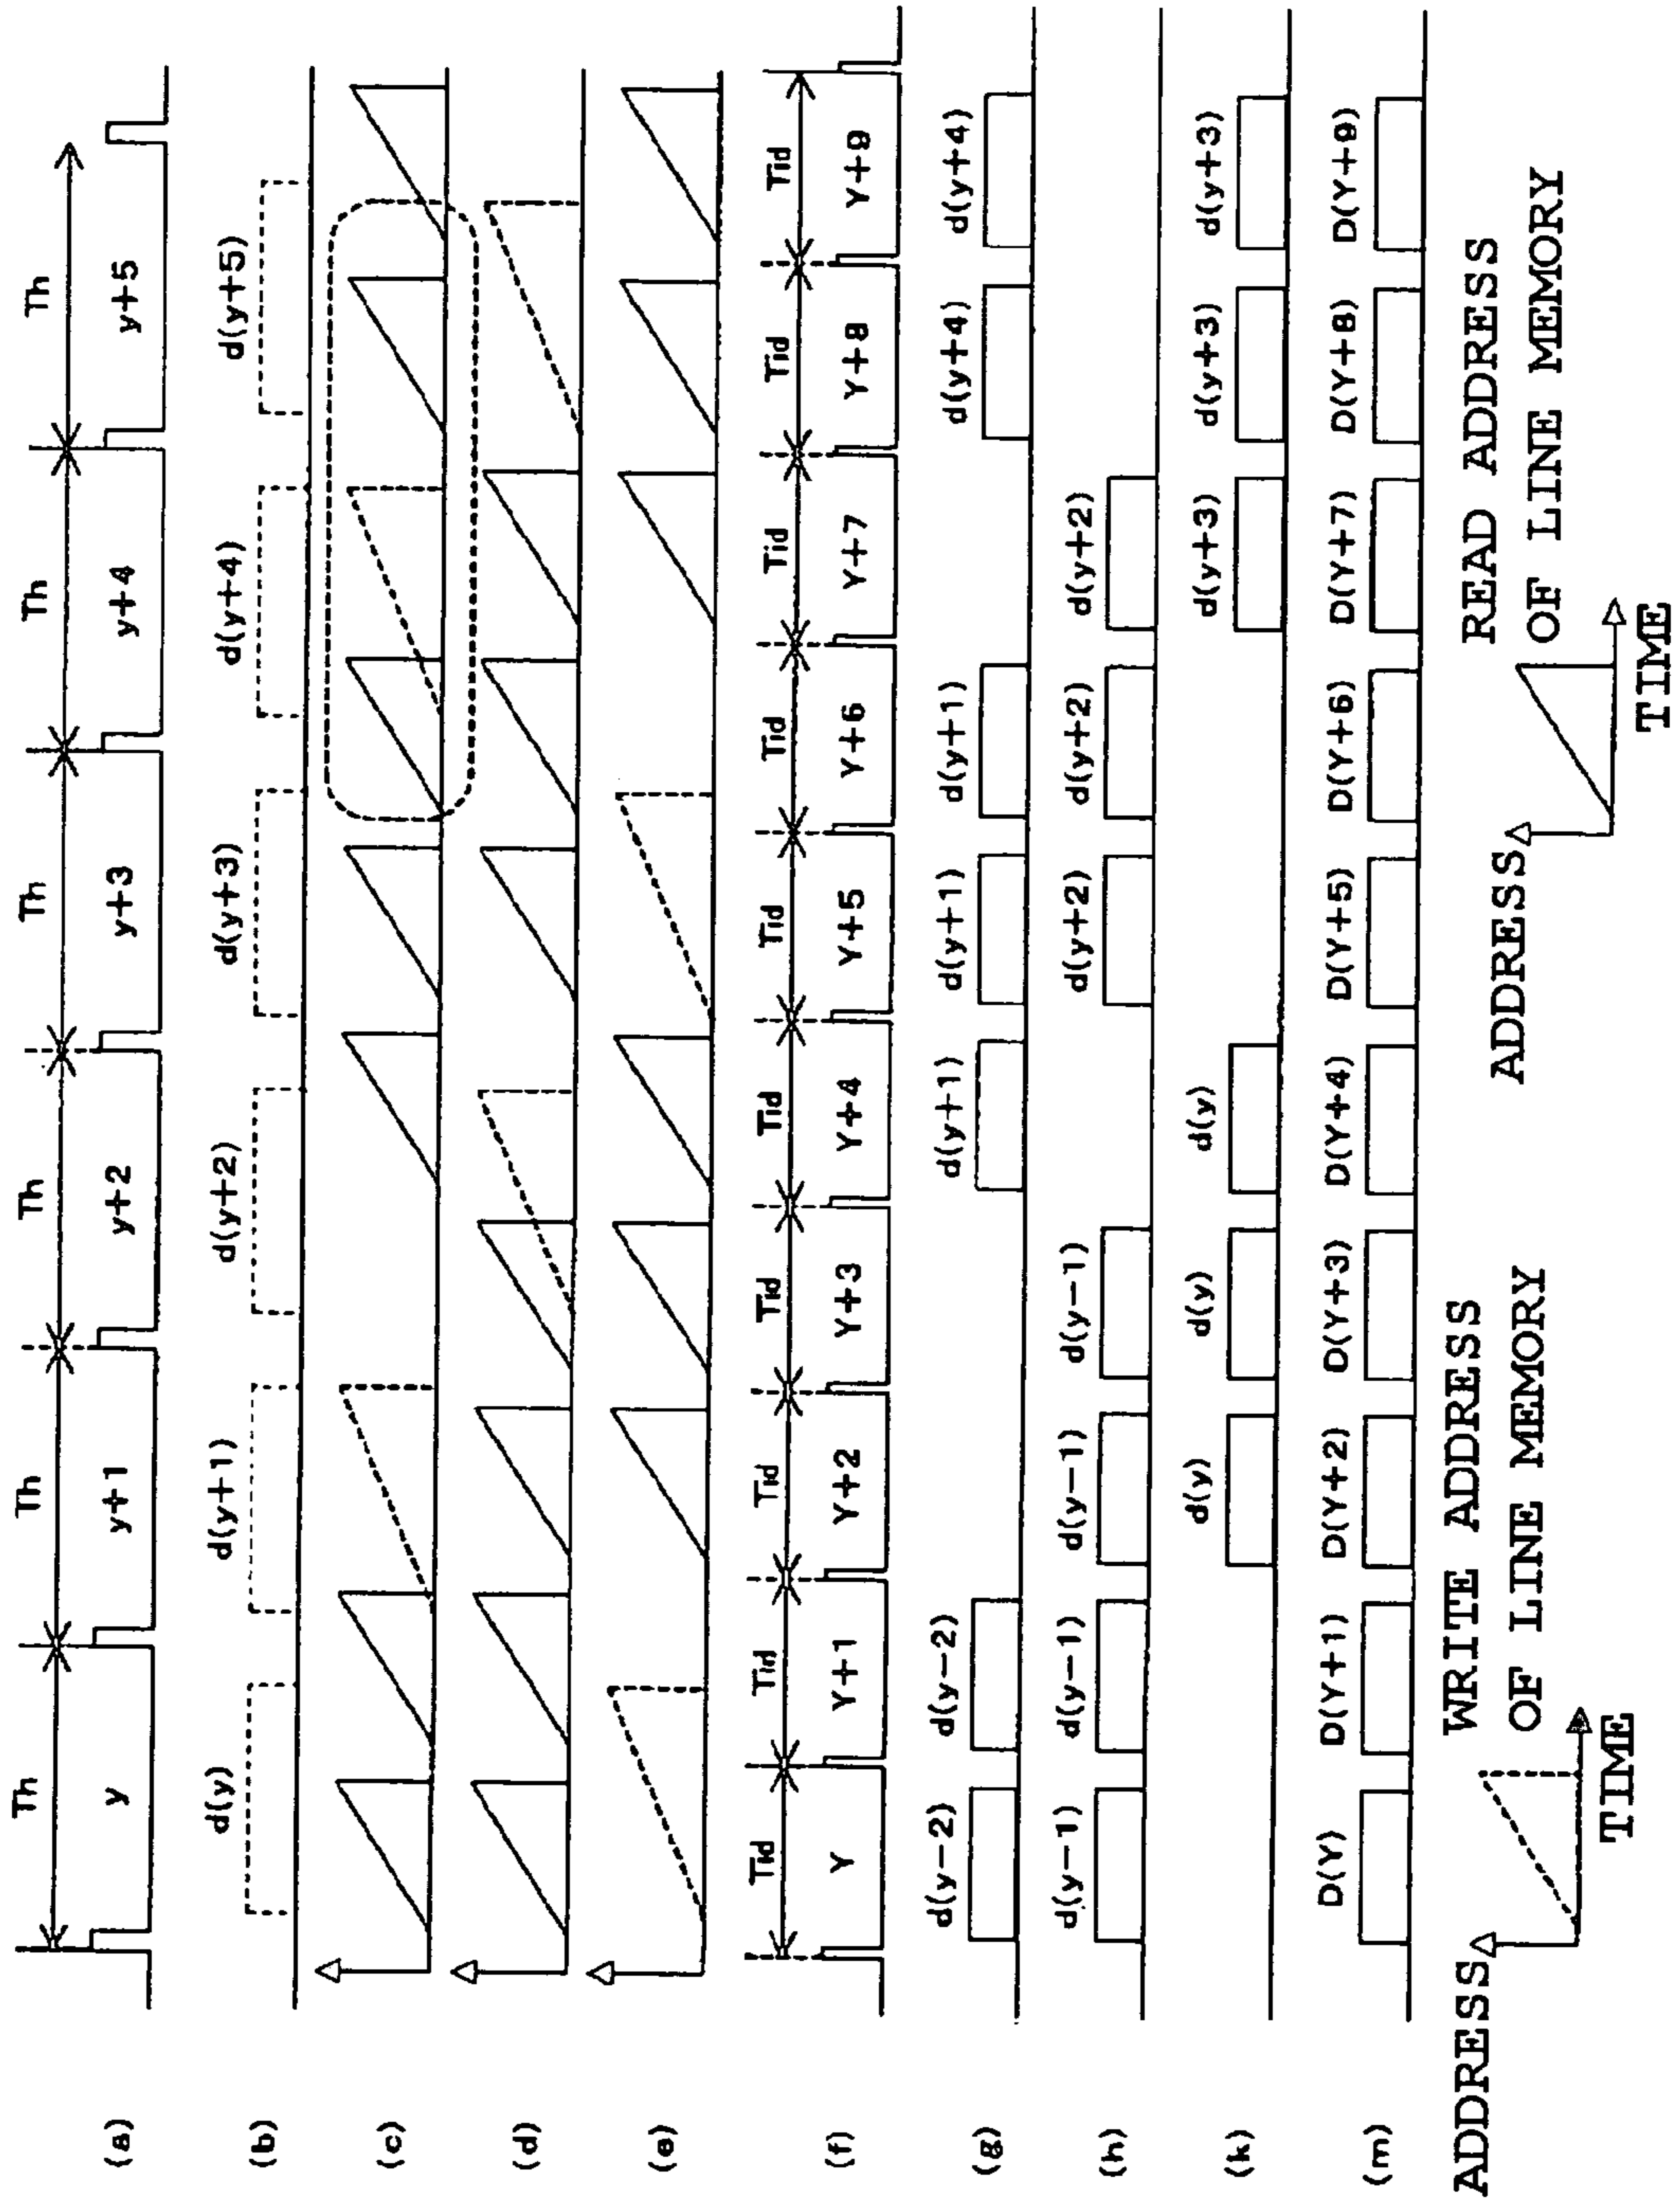 Th Th Th Th Th Th
(a) y y+1 y+2 y+3 y+4 y+5
(b) d(y) d(y+1) d(y+2) d(y+3) d(y+4) d(y+5)
(c)
(d)
(e)
Tid Tid Tid Tid Tid Tid Tid Tid Tid Tid
(f) Y Y+1 Y+2 Y+3 Y+4 Y+5 Y+6 Y+7 Y+8 Y+9
(g) d(y-2) d(y-2) d(y+1) d(y+1) d(y+1) d(y+4) d(y+4)
(h) d(y-1) d(y-1) d(y-1) d(y-1) d(y+2) d(y+2) d(y+2)
(k) d(y) d(y) d(y) d(y+3) d(y+3) d(y+3)
(m) D(Y) D(Y+1) D(Y+2) D(Y+3) D(Y+4) D(Y+5) D(Y+6) D(Y+7) D(Y+8) D(Y+9)
ADDRESS
WRITE ADDRESS
OF LINE MEMORY
TIME
ADDRESS
READ ADDRESS
OF LINE MEMORY
TIME